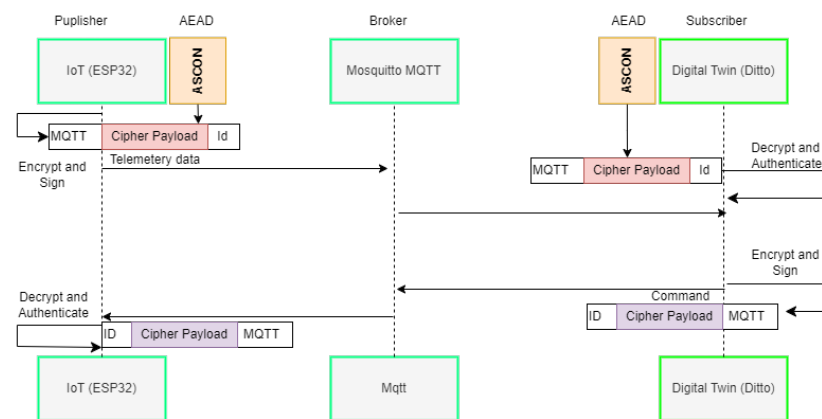 Puplisher
AEAD
Broker
AEAD
Subscriber
IoT (ESP32)
ASCON
Mosquitto MQTT
ASCON
Digital Twin (Ditto)
MQTT Cipher Payload Id
Encrypt and
Sign
Telemetery data
Decrypt and
Authenticate
MQTT Cipher Payload Id
Encrypt and
Sign
Command
Decrypt and
Authenticate
ID Cipher Payload MQTT
ID Cipher Payload MQTT
IoT (ESP32)
Mqtt
Digital Twin (Ditto)